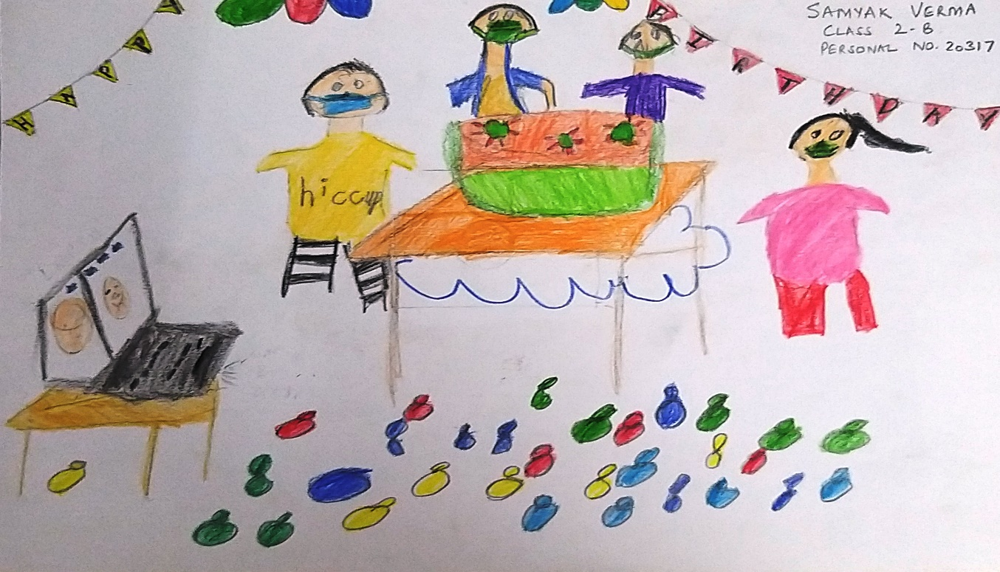 HAPPY
BIRTHDAY
SAMYAK VERMA
CLASS 2-B
PERSONAL NO. 20317
hiccup